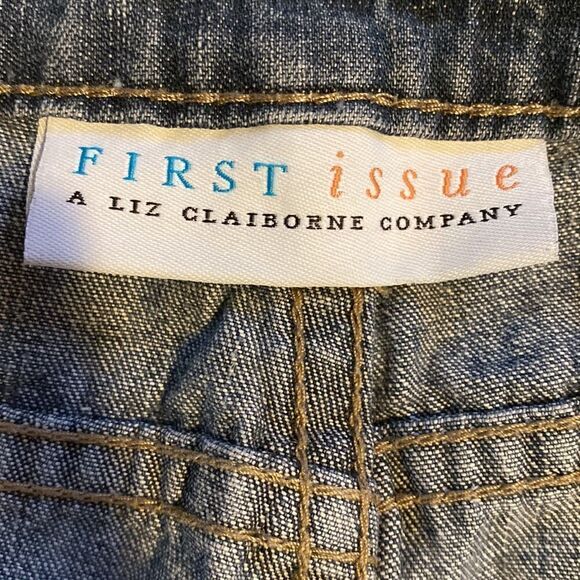 FIRST issue
A LIZ CLAIBORNE COMPANY